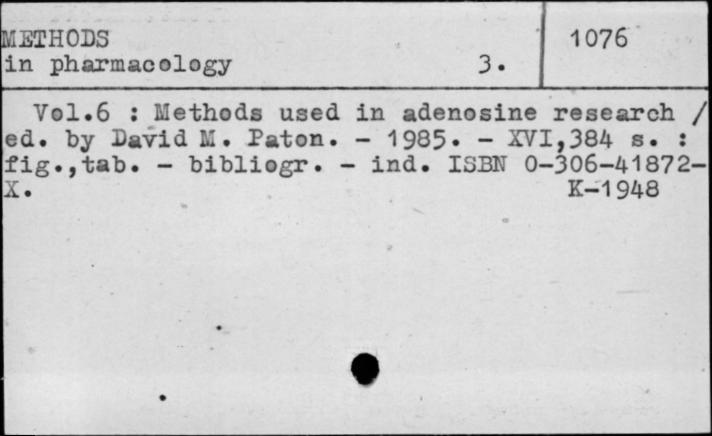 METHODS
in pharmacology 3.
1076
Vol.6 : Methods used in adenosine research /
ed. by David M. Paton. - 1985. - XVI,384 s. :
fig.,tab. - bibliogr. - ind. ISBN 0-306-41872-
X. K-1948